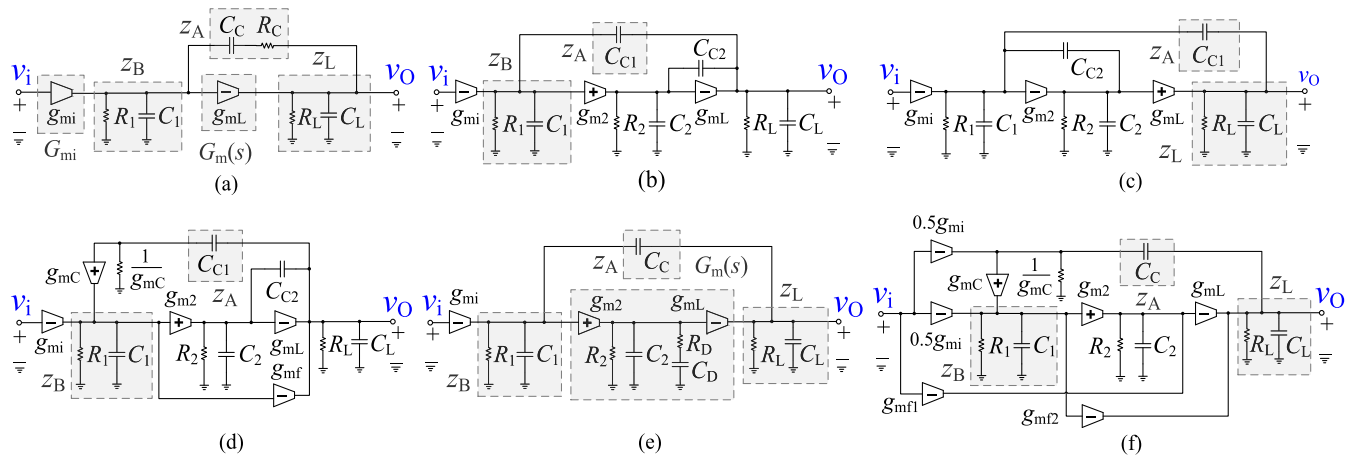 z_A C_C R_C
v_i z_B z_L v_O
+ +
g_mi R_1 C_1 g_mL R_L C_L
G_mi G_m(s)
(a)
z_B z_A C_C1
v_i C_C2 v_O
+ +
g_mi R_1 C_1 g_m2 R_2 C_2 g_mL R_L C_L
(b)
z_A C_C1
v_i C_C2 v_O
+ +
g_mi R_1 C_1 g_m2 R_2 C_2 g_mL R_L C_L
z_L
(c)
g_mC 1/g_mC C_C1
z_A C_C2
v_i g_m2 v_O
+ +
g_mi R_1 C_1 R_2 C_2 g_mL R_L C_L
z_B g_mf
(d)
z_A C_C G_m(s)
v_i g_mi g_m2 g_mL z_L v_O
+ +
R_1 C_1 R_2 C_2 R_D R_L C_L
z_B C_D
(e)
0.5g_mi
g_mC 1/g_mC C_C
v_i g_m2 z_A g_mL z_L v_O
+ +
0.5g_mi R_1 C_1 R_2 C_2 R_L C_L
z_B
g_mf1 g_mf2
(f)